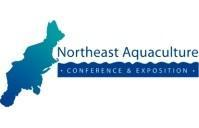 Northeast Aquaculture
• CONFERENCE & EXPOSITION •